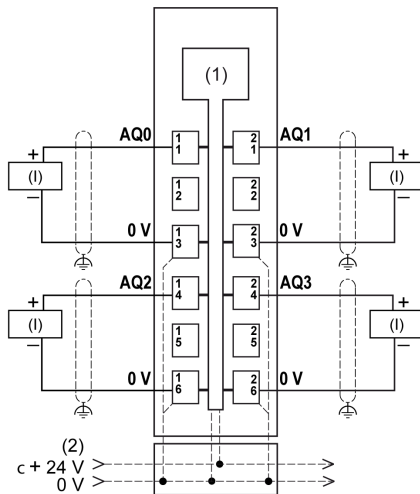 (1)
AQ0
1
1
2
1
AQ1
+
(I)
–
+
(I)
–
1
2
2
2
0 V
1
3
2
3
0 V
AQ2
1
4
2
4
AQ3
+
(I)
–
+
(I)
–
1
5
2
5
0 V
1
6
2
6
0 V
(2)
c + 24 V
0 V